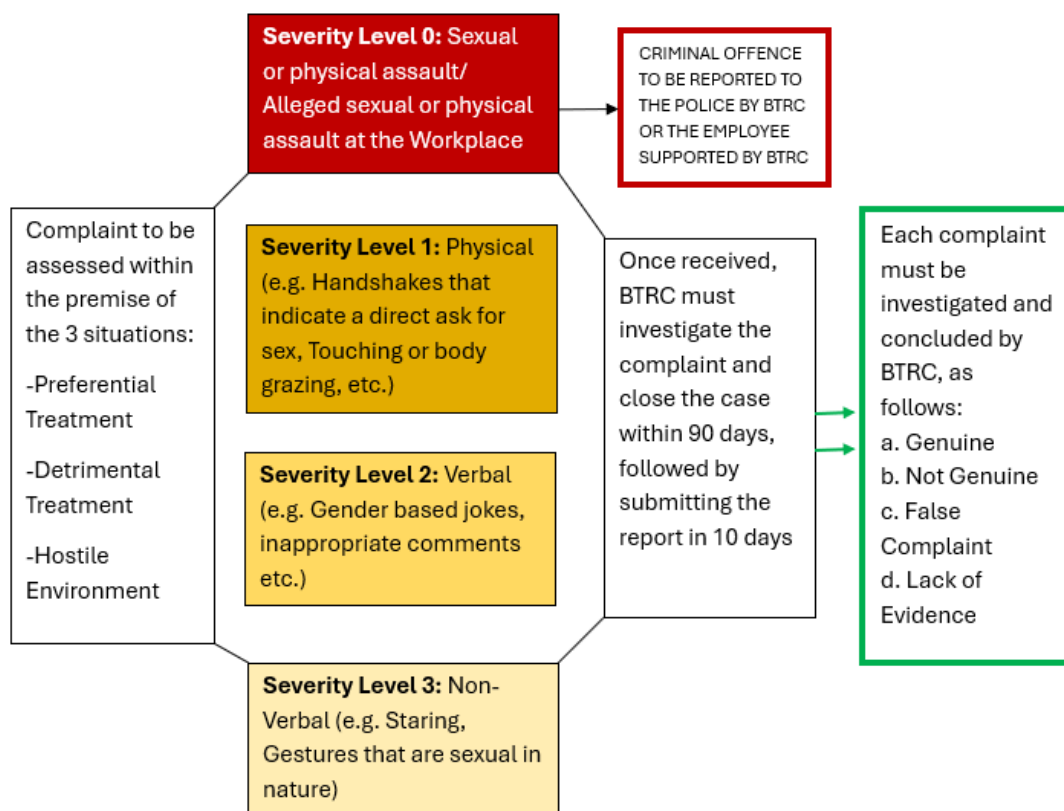 Severity Level 0: Sexual
or physical assault/
Alleged sexual or physical
assault at the Workplace
CRIMINAL OFFENCE
TO BE REPORTED TO
THE POLICE BY BTRC
OR THE EMPLOYEE
SUPPORTED BY BTRC
Complaint to be
assessed within
the premise of
the 3 situations:
-Preferential
Treatment
-Detrimental
Treatment
-Hostile
Environment
Severity Level 1: Physical
(e.g. Handshakes that
indicate a direct ask for
sex, Touching or body
grazing, etc.)
Severity Level 2: Verbal
(e.g. Gender based jokes,
inappropriate comments
etc.)
Severity Level 3: Non-
Verbal (e.g. Staring,
Gestures that are sexual in
nature)
Once received,
BTRC must
investigate the
complaint and
close the case
within 90 days,
followed by
submitting the
report in 10 days
Each complaint
must be
investigated and
concluded by
BTRC, as
follows:
a. Genuine
b. Not Genuine
c. False
Complaint
d. Lack of
Evidence